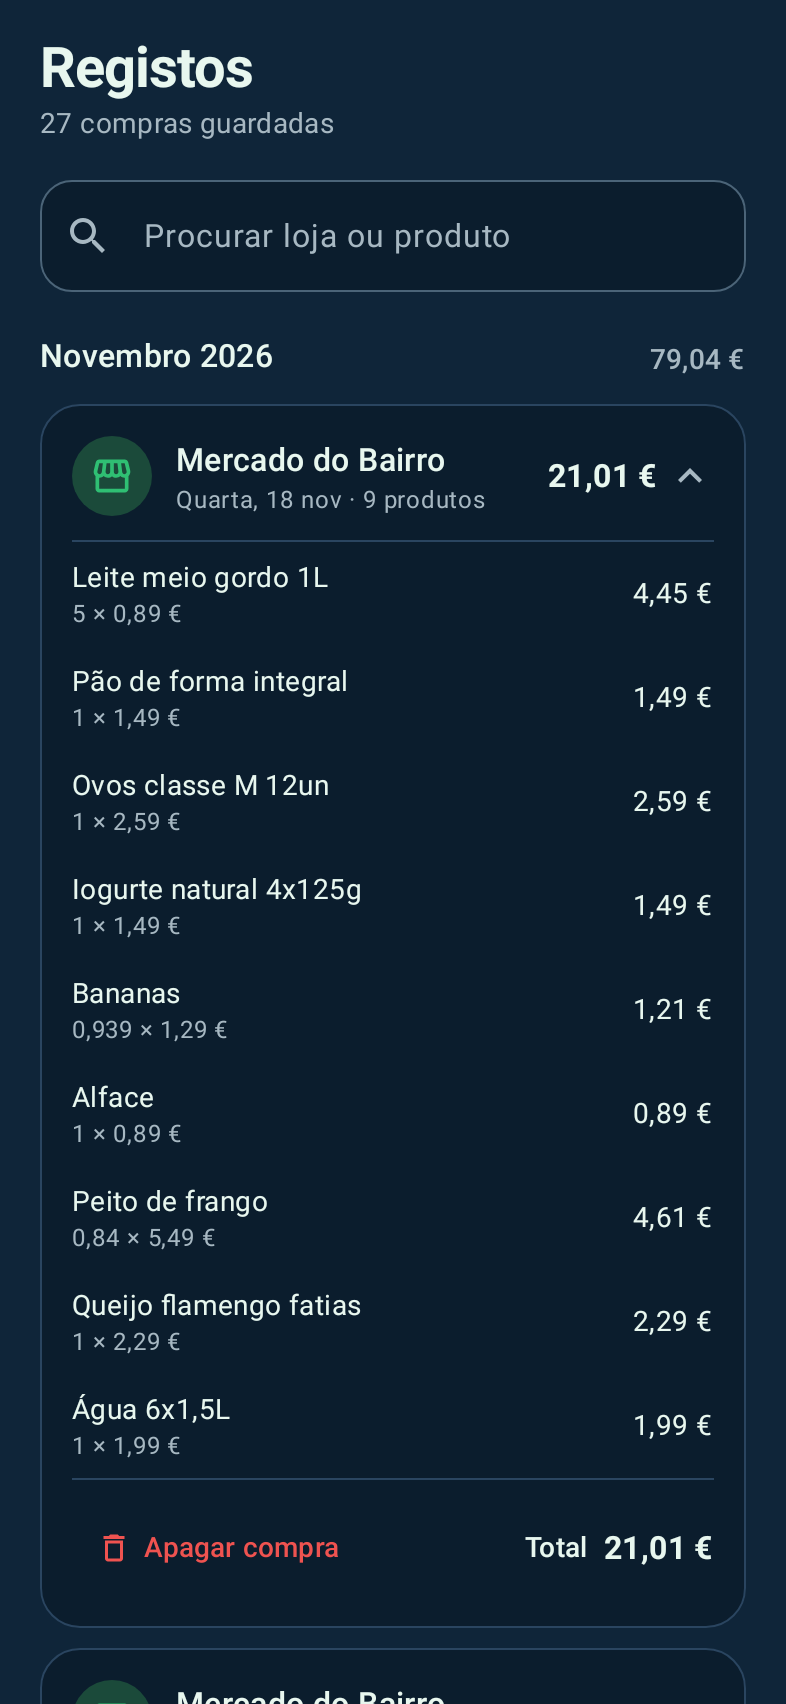 Registos
27 compras guardadas
Procurar loja ou produto
Novembro 2026
79,04 €
Mercado do Bairro
Quarta, 18 nov · 9 produtos
21,01 €
Leite meio gordo 1L
5 × 0,89 €
4,45 €
Pão de forma integral
1 × 1,49 €
1,49 €
Ovos classe M 12un
1 × 2,59 €
2,59 €
Iogurte natural 4x125g
1 × 1,49 €
1,49 €
Bananas
0,939 × 1,29 €
1,21 €
Alface
1 × 0,89 €
0,89 €
Peito de frango
0,84 × 5,49 €
4,61 €
Queijo flamengo fatias
1 × 2,29 €
2,29 €
Água 6x1,5L
1 × 1,99 €
1,99 €
Apagar compra
Total 21,01 €
Mercado do Bairro